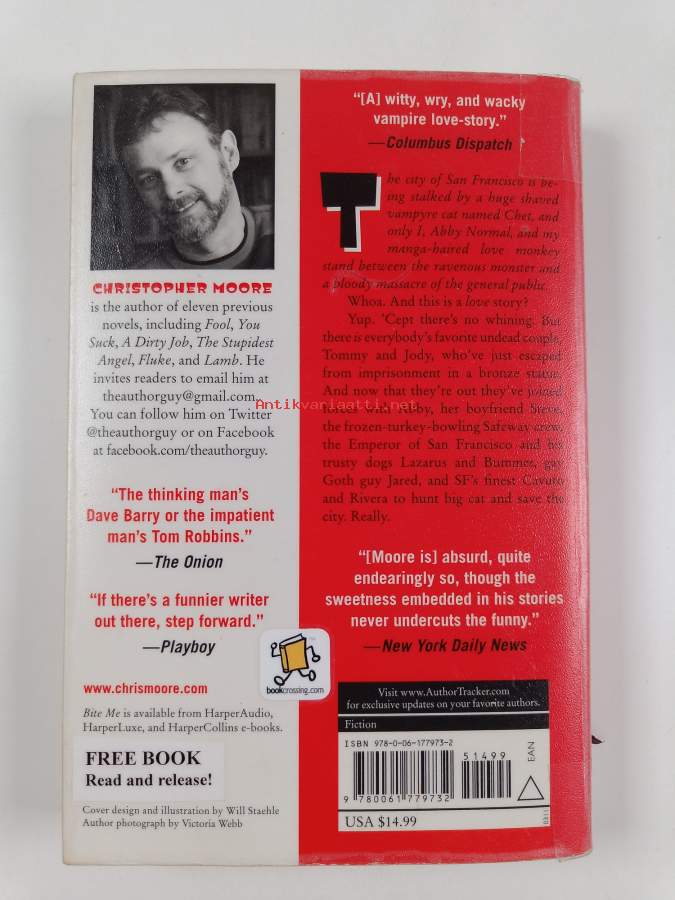 CHRISTOPHER MOORE
is the author of eleven previous
novels, including Fool, You
Suck, A Dirty Job, The Stupidest
Angel, Fluke, and Lamb. He
invites readers to email him at
theauthorguy@gmail.com.
You can follow him on Twitter
@theauthorguy or on Facebook
at facebook.com/theauthorguy.
“The thinking man’s
Dave Barry or the impatient
man’s Tom Robbins.”
—The Onion
“If there’s a funnier writer
out there, step forward.”
—Playboy
www.chrismoore.com
Bite Me is available from HarperAudio,
HarperLuxe, and HarperCollins e-books.
FREE BOOK
Read and release!
Cover design and illustration by Will Staehle
Author photograph by Victoria Webb
bookcrossing.com
“[A] witty, wry, and wacky
vampire love-story.”
—Columbus Dispatch
The city of San Francisco is be-
ing stalked by a huge shaved
vampyre cat named Chet, and
only I, Abby Normal, and my
manga-haired love monkey
stand between the ravenous monster and
a bloody massacre of the general public.
Whoa. And this is a love story?
Yup. ’Cept there’s no whining. But
there is everybody’s favorite undead couple,
Tommy and Jody, who’ve just escaped
from imprisonment in a bronze statue.
And now that they’re out they’ve joined
forces with Abby, her boyfriend Steve,
the frozen-turkey-bowling Safeway crew,
the Emperor of San Francisco and his
trusty dogs Lazarus and Bummer, gay
Goth guy Jared, and SF’s finest Cavuto
and Rivera to hunt big cat and save the
city. Really.
“[Moore is] absurd, quite
endearingly so, though the
sweetness embedded in his stories
never undercuts the funny.”
—New York Daily News
Visit www.AuthorTracker.com
for exclusive updates on your favorite authors.
Fiction
ISBN 978-0-06-177973-2
51499
9 780061 779732
EAN
USA $14.99
Antikvariaatti.net